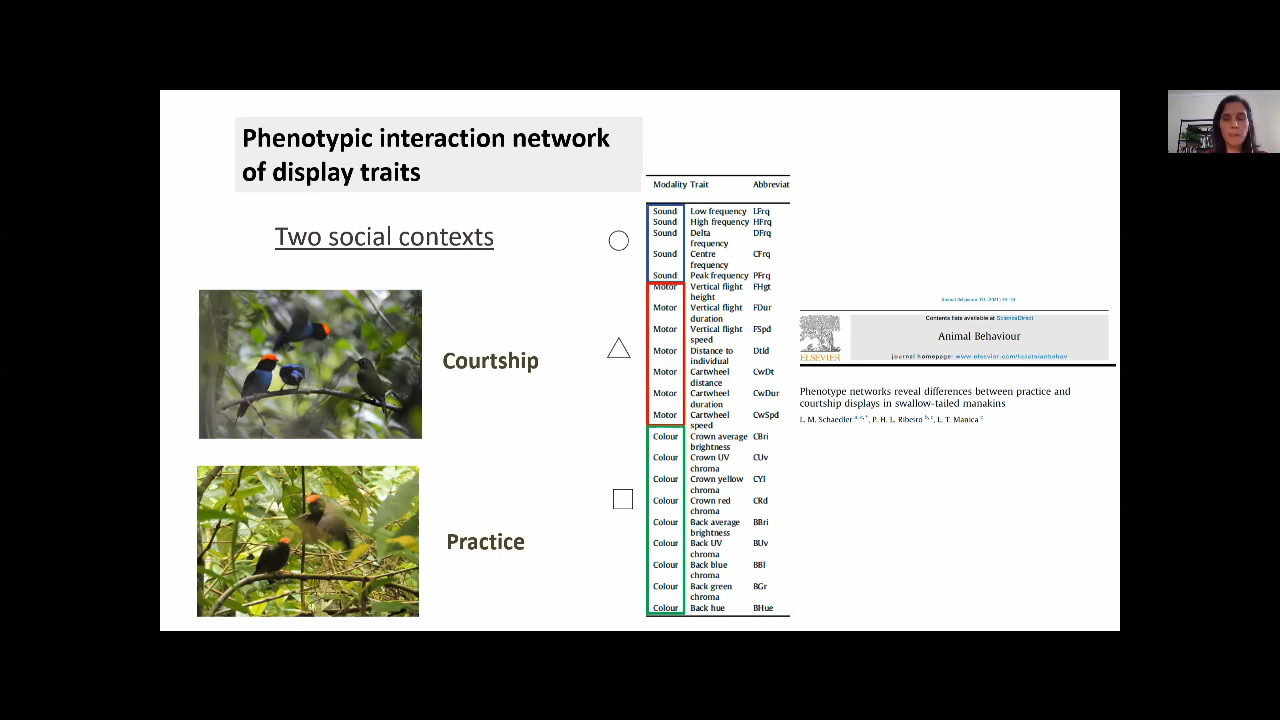 Phenotypic interaction network
of display traits
Two social contexts
Courtship
Practice
Modality Trait Abbreviat
Sound Low frequency LFrq
Sound High frequency HFrq
Sound Delta DFrq
frequency
Sound Centre CFrq
frequency
Sound Peak frequency PFrq
Motor Vertical flight FHgt
height
Motor Vertical flight FDur
duration
Motor Vertical flight FSpd
speed
Motor Distance to DtId
individual
Motor Cartwheel CwDt
distance
Motor Cartwheel CwDur
duration
Motor Cartwheel CwSpd
speed
Colour Crown average CBri
brightness
Colour Crown UV CUv
chroma
Colour Crown yellow CYl
chroma
Colour Crown red CRd
chroma
Colour Back average BBri
brightness
Colour Back UV BUv
chroma
Colour Back blue BBl
chroma
Colour Back green BGr
chroma
Colour Back hue BHue
Contents lists available at ScienceDirect
Animal Behaviour
ELSEVIER
journal homepage: www.elsevier.com/locate/anbehav
Phenotype networks reveal differences between practice and
courtship displays in swallow-tailed manakins
L. M. Schaedler a, c, *, P. H. L. Ribeiro b, c, L. T. Manica c